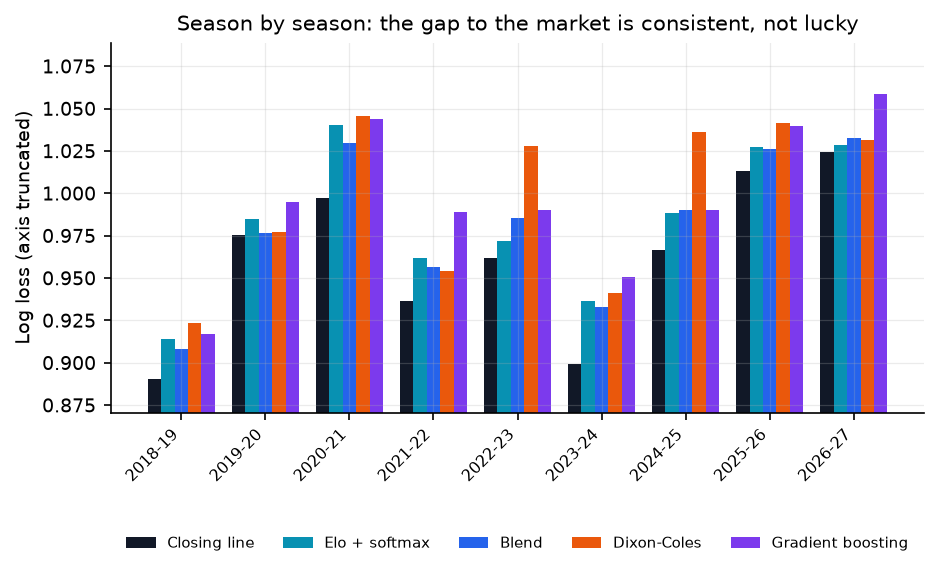 Season by season: the gap to the market is consistent, not lucky
Log loss (axis truncated)
1.075
1.050
1.025
1.000
0.975
0.950
0.925
0.900
0.875
2018-19
2019-20
2020-21
2021-22
2022-23
2023-24
2024-25
2025-26
2026-27
Closing line
Elo + softmax
Blend
Dixon-Coles
Gradient boosting